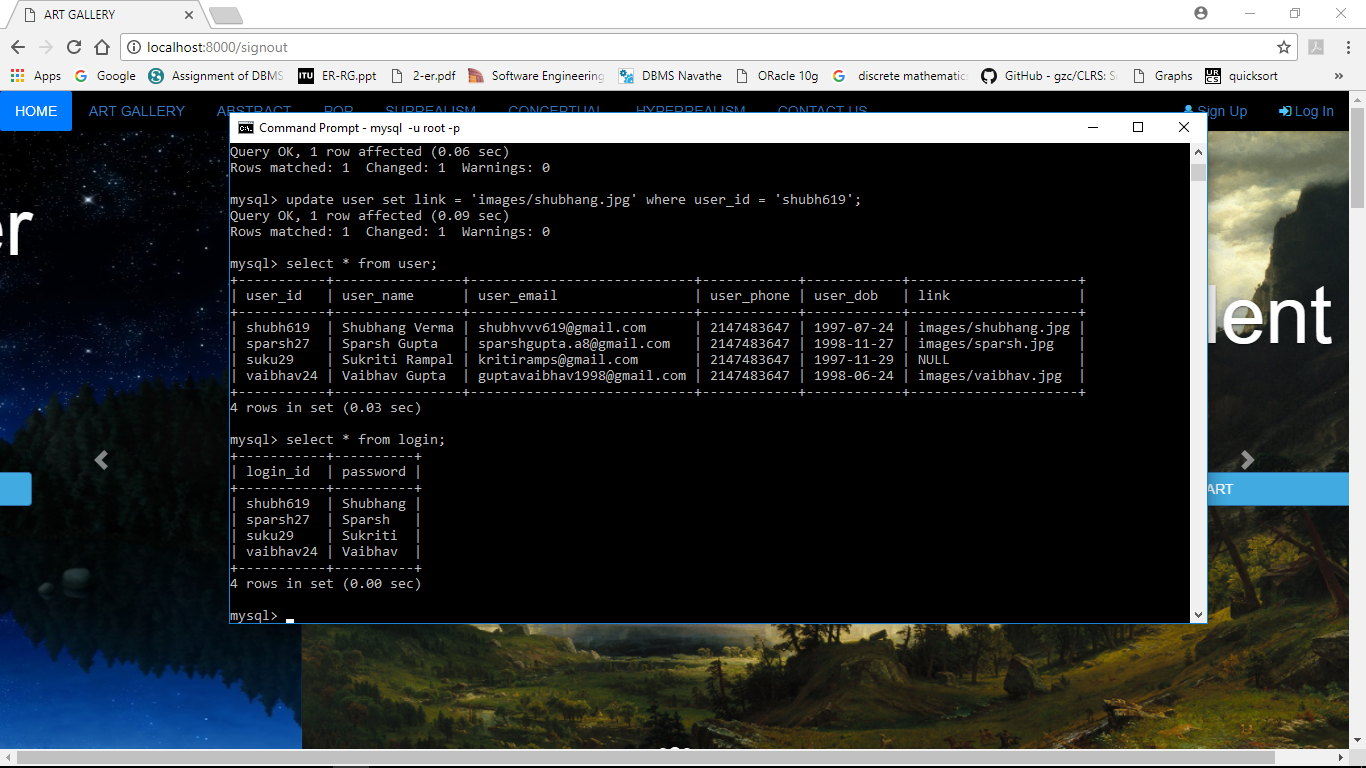 ART GALLERY
localhost:8000/signout
Apps Google Assignment of DBMS ER-RG.ppt 2-er.pdf Software Engineering DBMS Navathe ORacle 10g discrete mathematics GitHub - gzc/CLRS: S Graphs quicksort »
HOME ART GALLERY ABSTRACT POP SURREALISM CONCEPTUAL HYPERREALISM CONTACT US Sign Up Log In
Command Prompt - mysql -u root -p
Query OK, 1 row affected (0.06 sec)
Rows matched: 1 Changed: 1 Warnings: 0
mysql> update user set link = 'images/shubhang.jpg' where user_id = 'shubh619';
Query OK, 1 row affected (0.09 sec)
Rows matched: 1 Changed: 1 Warnings: 0
mysql> select * from user;
+-----------+---------------+----------------------------+------------+------------+---------------------+
| user_id | user_name | user_email | user_phone | user_dob | link |
+-----------+---------------+----------------------------+------------+------------+---------------------+
| shubh619 | Shubhang Verma | shubhvvv619@gmail.com | 2147483647 | 1997-07-24 | images/shubhang.jpg |
| sparsh27 | Sparsh Gupta | sparshgupta.a8@gmail.com | 2147483647 | 1998-11-27 | images/sparsh.jpg |
| suku29 | Sukriti Rampal | kritiramps@gmail.com | 2147483647 | 1997-11-29 | NULL |
| vaibhav24 | Vaibhav Gupta | guptavaibhav1998@gmail.com | 2147483647 | 1998-06-24 | images/vaibhav.jpg |
+-----------+---------------+----------------------------+------------+------------+---------------------+
4 rows in set (0.03 sec)
mysql> select * from login;
+-----------+----------+
| login_id | password |
+-----------+----------+
| shubh619 | Shubhang |
| sparsh27 | Sparsh |
| suku29 | Sukriti |
| vaibhav24 | Vaibhav |
+-----------+----------+
4 rows in set (0.00 sec)
mysql>
er
lent
ART